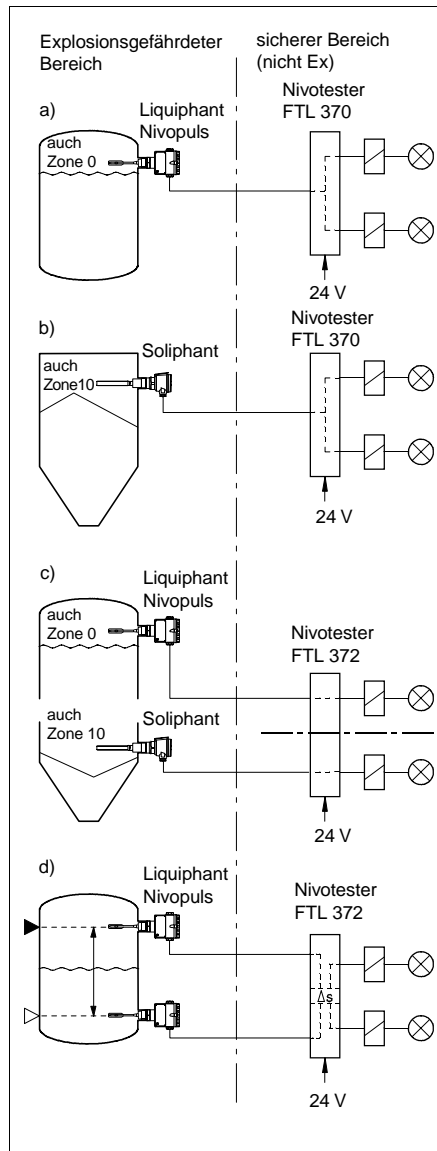 Explosionsgefährdeter
Bereich
sicherer Bereich
(nicht Ex)
a)
auch
Zone 0
Liquiphant
Nivopuls
Nivotester
FTL 370
24 V
b)
auch
Zone10
Soliphant
Nivotester
FTL 370
24 V
c)
auch
Zone 0
Liquiphant
Nivopuls
auch
Zone 10
Soliphant
Nivotester
FTL 372
24 V
d)
Liquiphant
Nivopuls
Nivotester
FTL 372
Δs
24 V